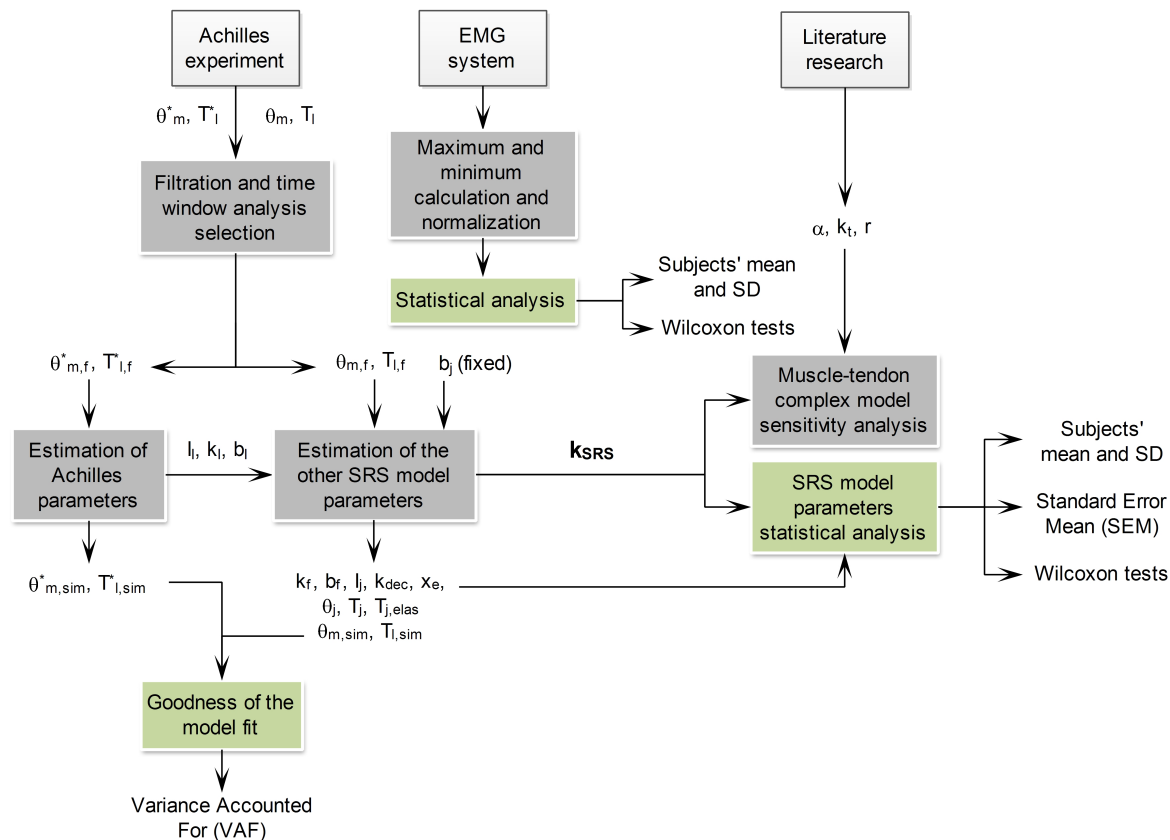 Achilles
experiment
EMG
system
Literature
research
θ*m, T*l
θm, Tl
Filtration and time
window analysis
selection
Maximum and
minimum
calculation and
normalization
α, kt, r
Statistical analysis
Subjects' mean
and SD
Wilcoxon tests
θ*m,f, T*l,f
θm,f, Tl,f
bj (fixed)
Muscle-tendon
complex model
sensitivity analysis
Estimation of
Achilles
parameters
Il, kl, bl
Estimation of the
other SRS model
parameters
kSRS
SRS model
parameters
statistical analysis
Subjects'
mean and SD
Standard Error
Mean (SEM)
Wilcoxon tests
θ*m,sim, T*l,sim
kf, bf, Ij, kdec, xe,
θj, Tj, Tj,elas
θm,sim, Tl,sim
Goodness of the
model fit
Variance Accounted
For (VAF)